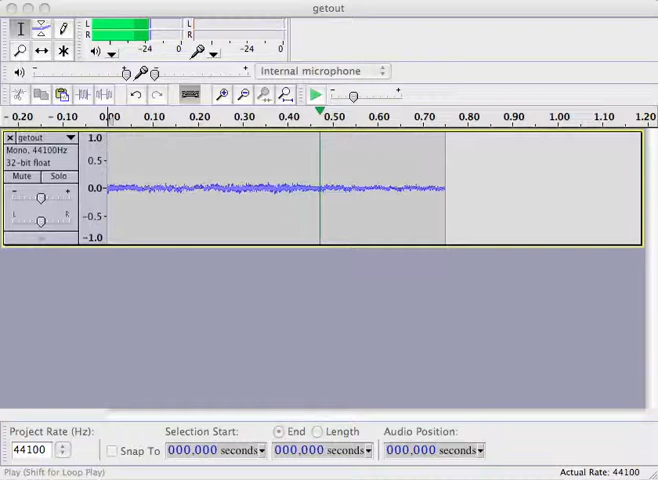 getout
L
R
-24
0
L
R
-24
0
Internal microphone
- 0.20
- 0.10
0.00
0.10
0.20
0.30
0.40
0.50
0.60
0.70
0.80
0.90
1.00
1.10
1.20
× getout
Mono, 44100Hz
32-bit float
Mute Solo
- +
L R
1.0
0.5
0.0
-0.5
-1.0
Project Rate (Hz):
44100
Snap To
Selection Start:
000,000 seconds
End
Length
000,000 seconds
Audio Position:
000,000 seconds
Play (Shift for Loop Play)
Actual Rate: 44100